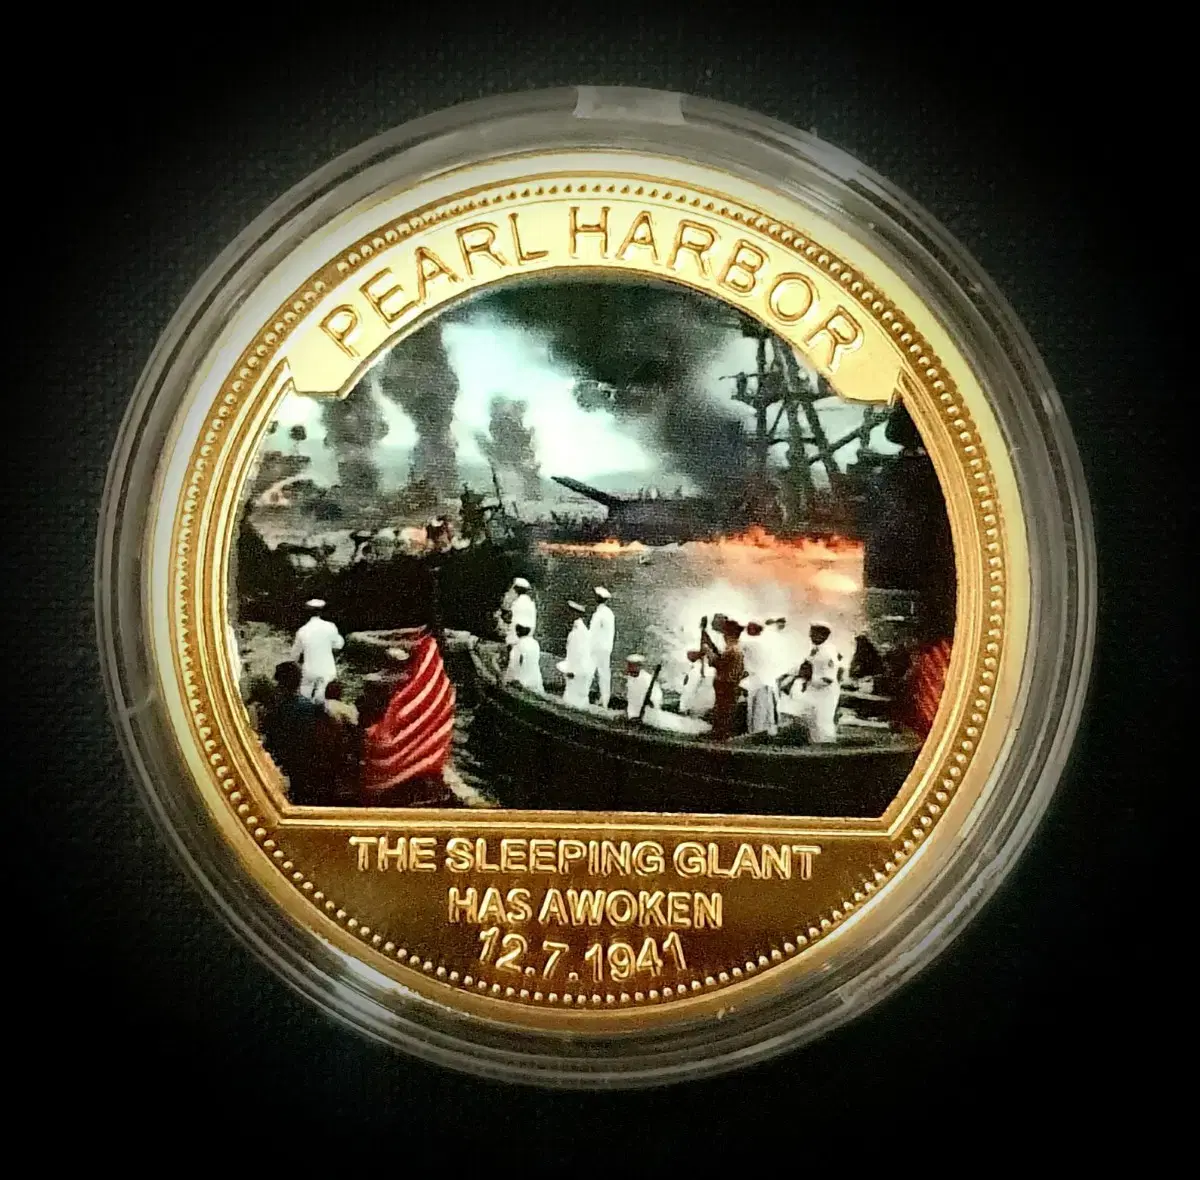 PEARL HARBOR
THE SLEEPING GLANT
HAS AWOKEN
12.7.1941